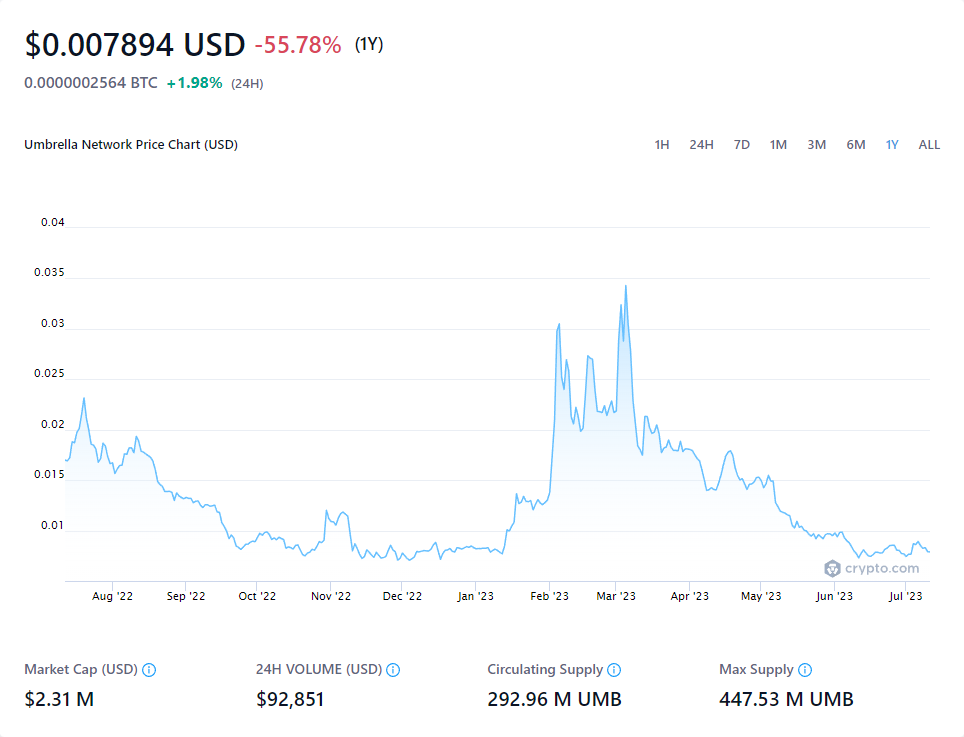 $0.007894 USD -55.78% (1Y)
0.0000002564 BTC +1.98% (24H)
Umbrella Network Price Chart (USD) 1H 24H 7D 1M 3M 6M 1Y ALL
0.04
0.035
0.03
0.025
0.02
0.015
0.01
crypto.com
Aug '22 Sep '22 Oct '22 Nov '22 Dec '22 Jan '23 Feb '23 Mar '23 Apr '23 May '23 Jun '23 Jul '23
Market Cap (USD) 24H VOLUME (USD) Circulating Supply Max Supply
$2.31 M $92,851 292.96 M UMB 447.53 M UMB